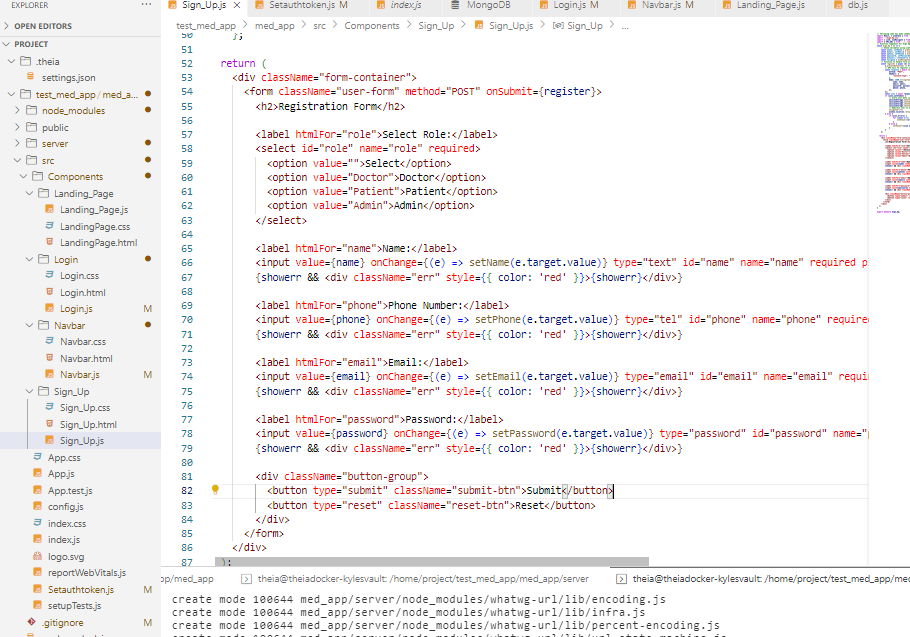 EXPLORER ...
OPEN EDITORS
PROJECT
.theia
settings.json
test_med_app / med_a...
node_modules
public
server
src
Components
Landing_Page
Landing_Page.js
LandingPage.css
LandingPage.html
Login
Login.css
Login.html
Login.js M
Navbar
Navbar.css
Navbar.html
Navbar.js M
Sign_Up
Sign_Up.css
Sign_Up.html
Sign_Up.js
App.css
App.js
App.test.js
config.js
index.css
index.js
logo.svg
reportWebVitals.js
Setauthtoken.js M
setupTests.js
.gitignore M
Sign_Up.js × Setauthtoken.js M index.js MongoDB Login.js M Navbar.js M Landing_Page.js db.js
test_med_app > med_app > src > Components > Sign_Up > Sign_Up.js > Sign_Up > ...
50 };
51
52 return (
53 <div className="form-container">
54 <form className="user-form" method="POST" onSubmit={register}>
55 <h2>Registration Form</h2>
56
57 <label htmlFor="role">Select Role:</label>
58 <select id="role" name="role" required>
59 <option value="">Select</option>
60 <option value="Doctor">Doctor</option>
61 <option value="Patient">Patient</option>
62 <option value="Admin">Admin</option>
63 </select>
64
65 <label htmlFor="name">Name:</label>
66 <input value={name} onChange={(e) => setName(e.target.value)} type="text" id="name" name="name" required p
67 {showerr && <div className="err" style={{ color: 'red' }}>{showerr}</div>}
68
69 <label htmlFor="phone">Phone Number:</label>
70 <input value={phone} onChange={(e) => setPhone(e.target.value)} type="tel" id="phone" name="phone" require
71 {showerr && <div className="err" style={{ color: 'red' }}>{showerr}</div>}
72
73 <label htmlFor="email">Email:</label>
74 <input value={email} onChange={(e) => setEmail(e.target.value)} type="email" id="email" name="email" requi
75 {showerr && <div className="err" style={{ color: 'red' }}>{showerr}</div>}
76
77 <label htmlFor="password">Password:</label>
78 <input value={password} onChange={(e) => setPassword(e.target.value)} type="password" id="password" name="
79 {showerr && <div className="err" style={{ color: 'red' }}>{showerr}</div>}
80
81 <div className="button-group">
82 <button type="submit" className="submit-btn">Submit</button>
83 <button type="reset" className="reset-btn">Reset</button>
84 </div>
85 </form>
86 </div>
87 );
op/med_app theia@theiadocker-kylesvault: /home/project/test_med_app/med_app/server theia@theiadocker-kylesvault: /home/project/test_med_app/med
create mode 100644 med_app/server/node_modules/whatwg-url/lib/encoding.js
create mode 100644 med_app/server/node_modules/whatwg-url/lib/infra.js
create mode 100644 med_app/server/node_modules/whatwg-url/lib/percent-encoding.js